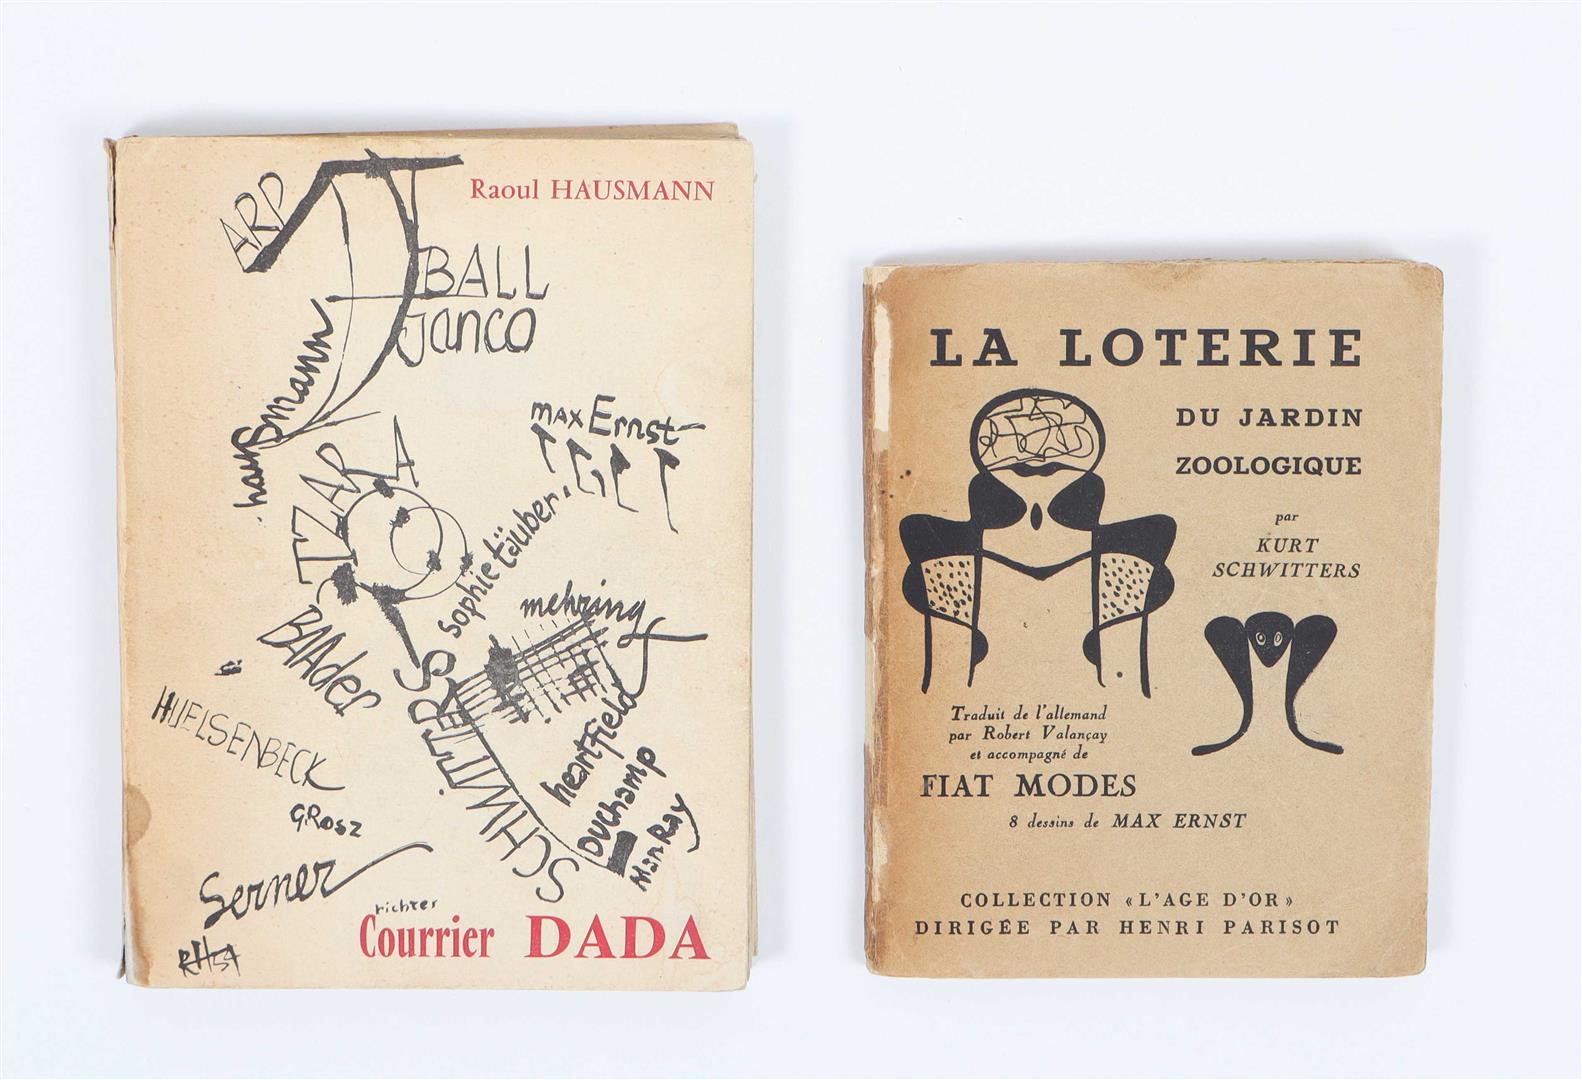 Raoul HAUSMANN
ARP
BALL
Janco
hausmann
max Ernst
TZARA
sophie täuber
mehring
BAAder
SCHWITTERS
HUELSENBECK
heartfield
Duchamp
Man Ray
G. Rosz
Serner
richter
Courrier DADA
LA LOTERIE
DU JARDIN
ZOOLOGIQUE
par
KURT
SCHWITTERS
Traduit de l'allemand
par Robert Valançay
et accompagné de
FIAT MODES
8 dessins de MAX ERNST
COLLECTION « L'AGE D'OR »
DIRIGÉE PAR HENRI PARISOT